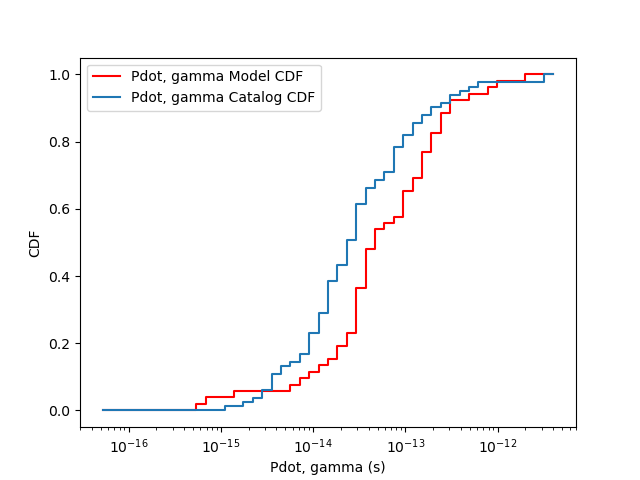 Pdot, gamma Model CDF
Pdot, gamma Catalog CDF
1.0
0.8
0.6
0.4
0.2
0.0
CDF
10⁻¹⁶ 10⁻¹⁵ 10⁻¹⁴ 10⁻¹³ 10⁻¹²
Pdot, gamma (s)